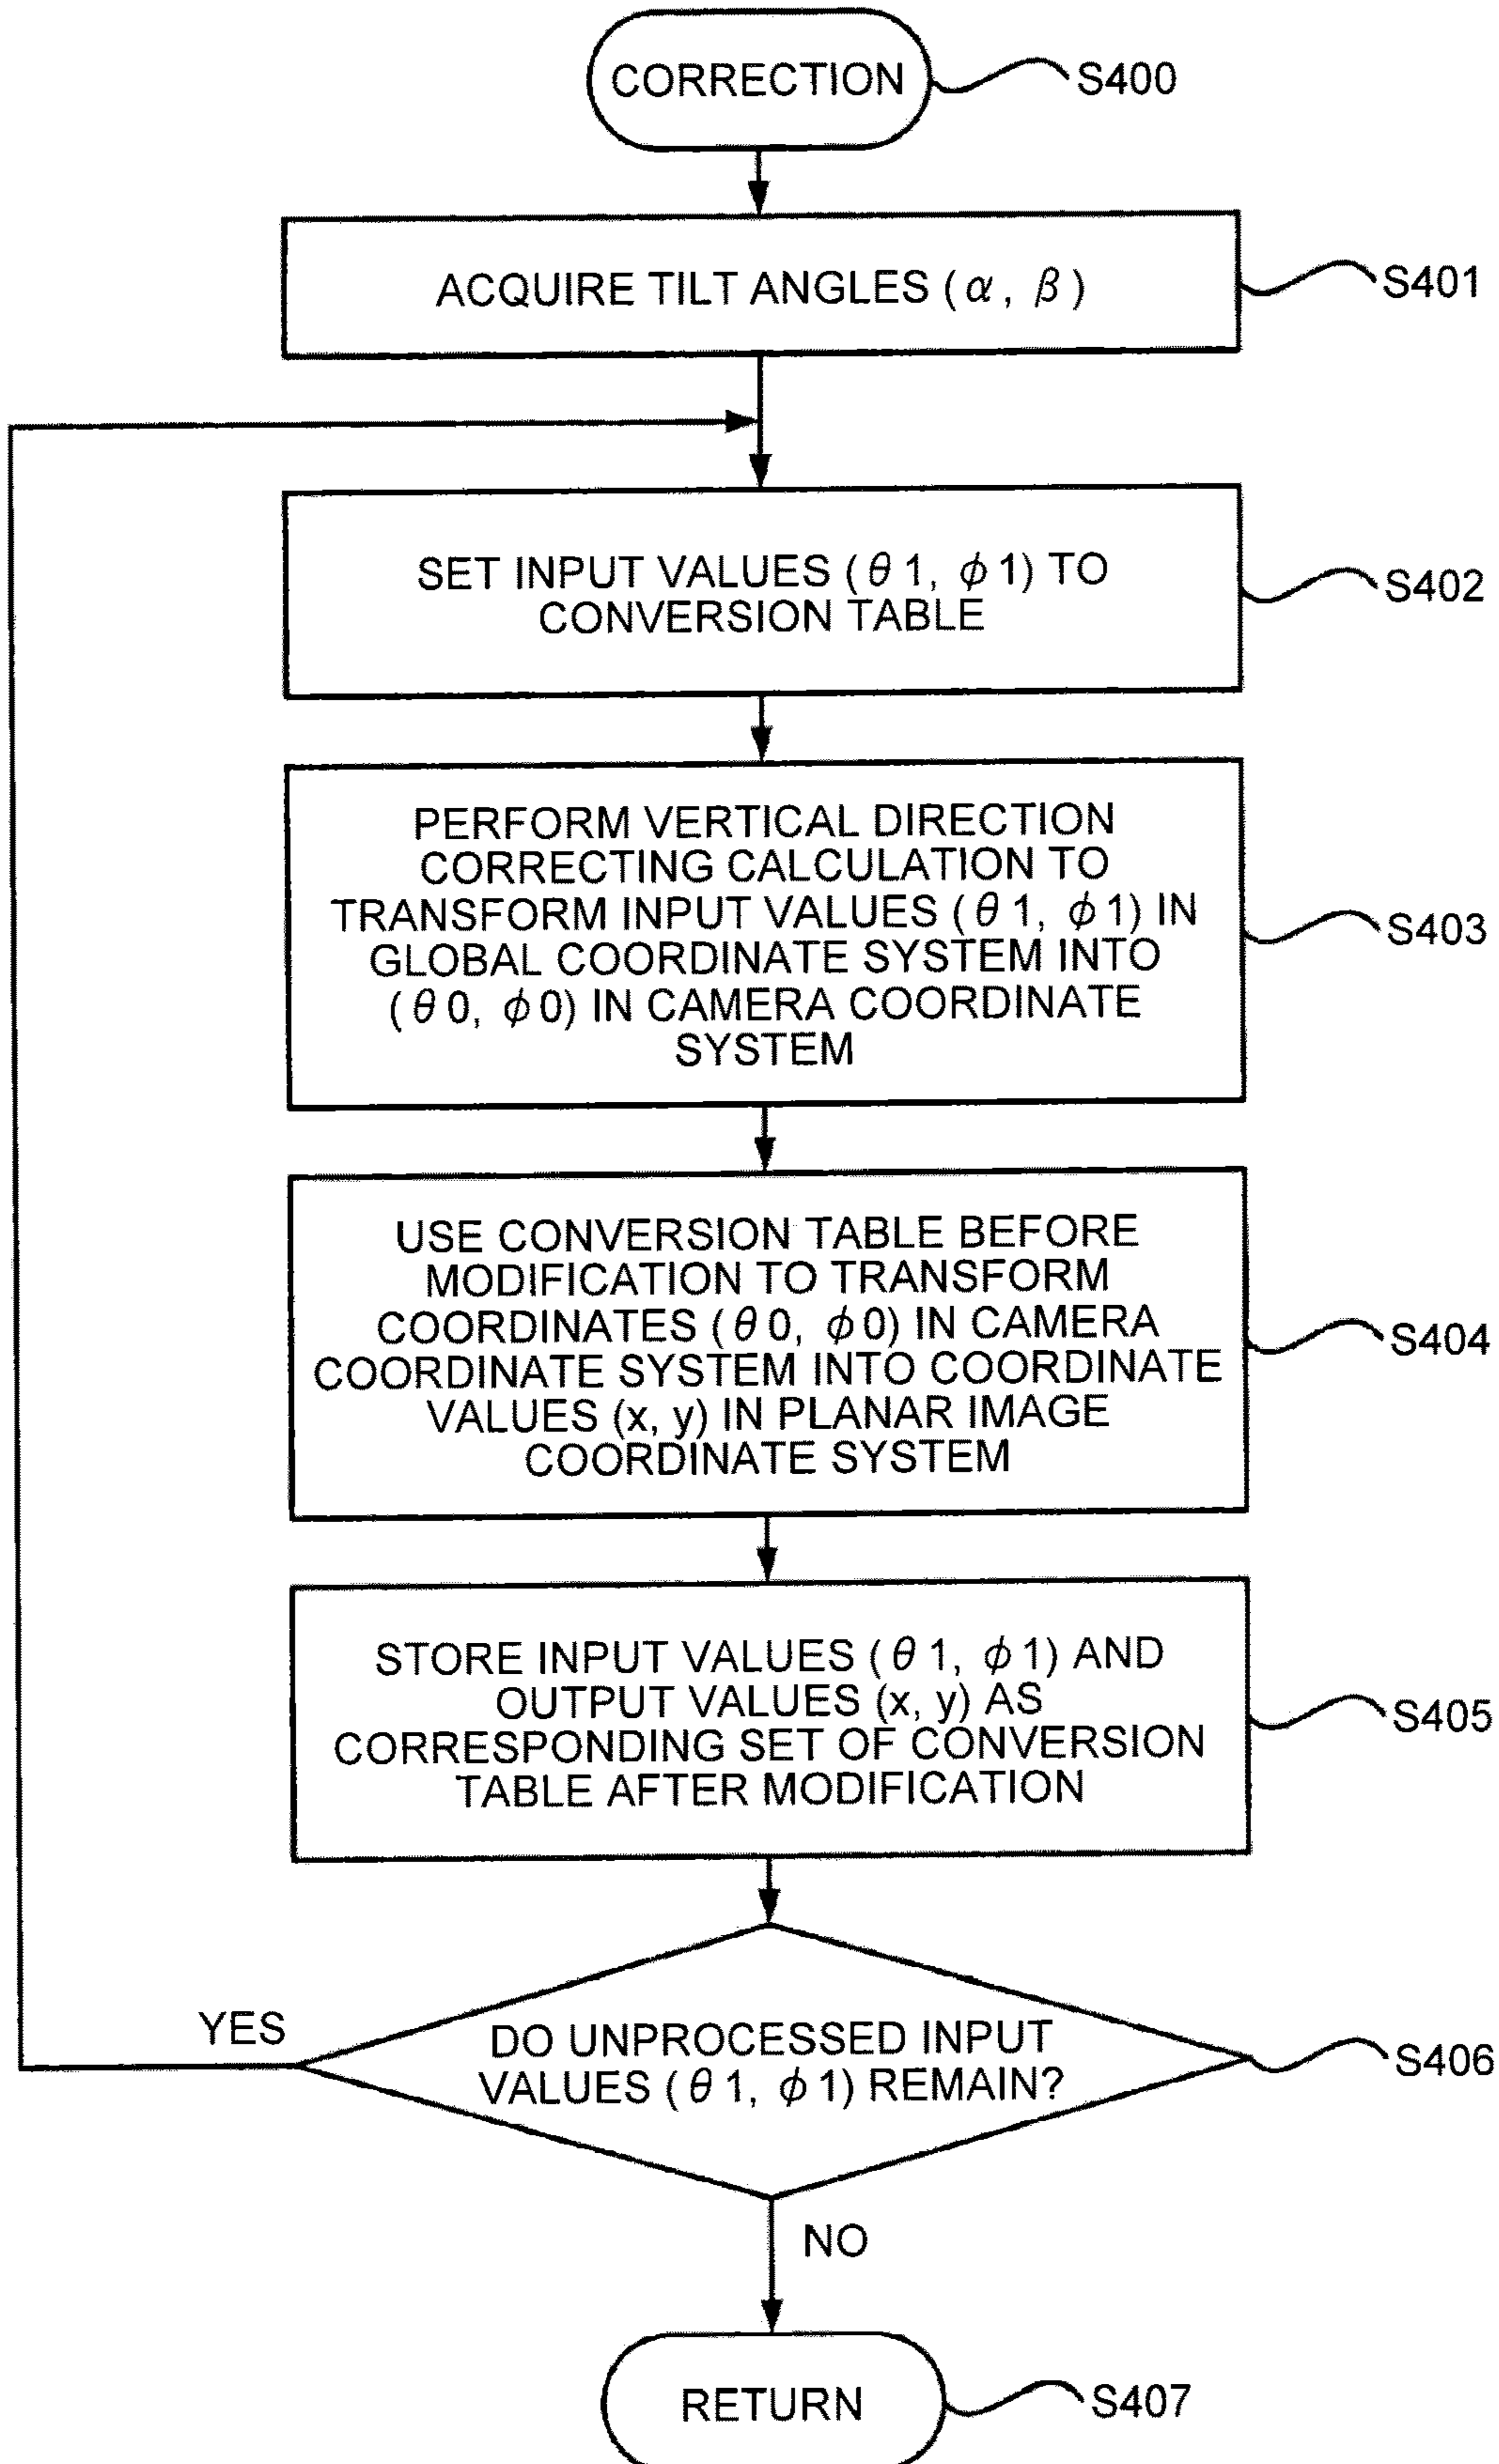 CORRECTION
S400
ACQUIRE TILT ANGLES (α, β)
S401
SET INPUT VALUES (θ1, φ1) TO
CONVERSION TABLE
S402
PERFORM VERTICAL DIRECTION
CORRECTING CALCULATION TO
TRANSFORM INPUT VALUES (θ1, φ1) IN
GLOBAL COORDINATE SYSTEM INTO
(θ0, φ0) IN CAMERA COORDINATE
SYSTEM
S403
USE CONVERSION TABLE BEFORE
MODIFICATION TO TRANSFORM
COORDINATES (θ0, φ0) IN CAMERA
COORDINATE SYSTEM INTO COORDINATE
VALUES (x, y) IN PLANAR IMAGE
COORDINATE SYSTEM
S404
STORE INPUT VALUES (θ1, φ1) AND
OUTPUT VALUES (x, y) AS
CORRESPONDING SET OF CONVERSION
TABLE AFTER MODIFICATION
S405
YES
DO UNPROCESSED INPUT
VALUES (θ1, φ1) REMAIN?
S406
NO
RETURN
S407